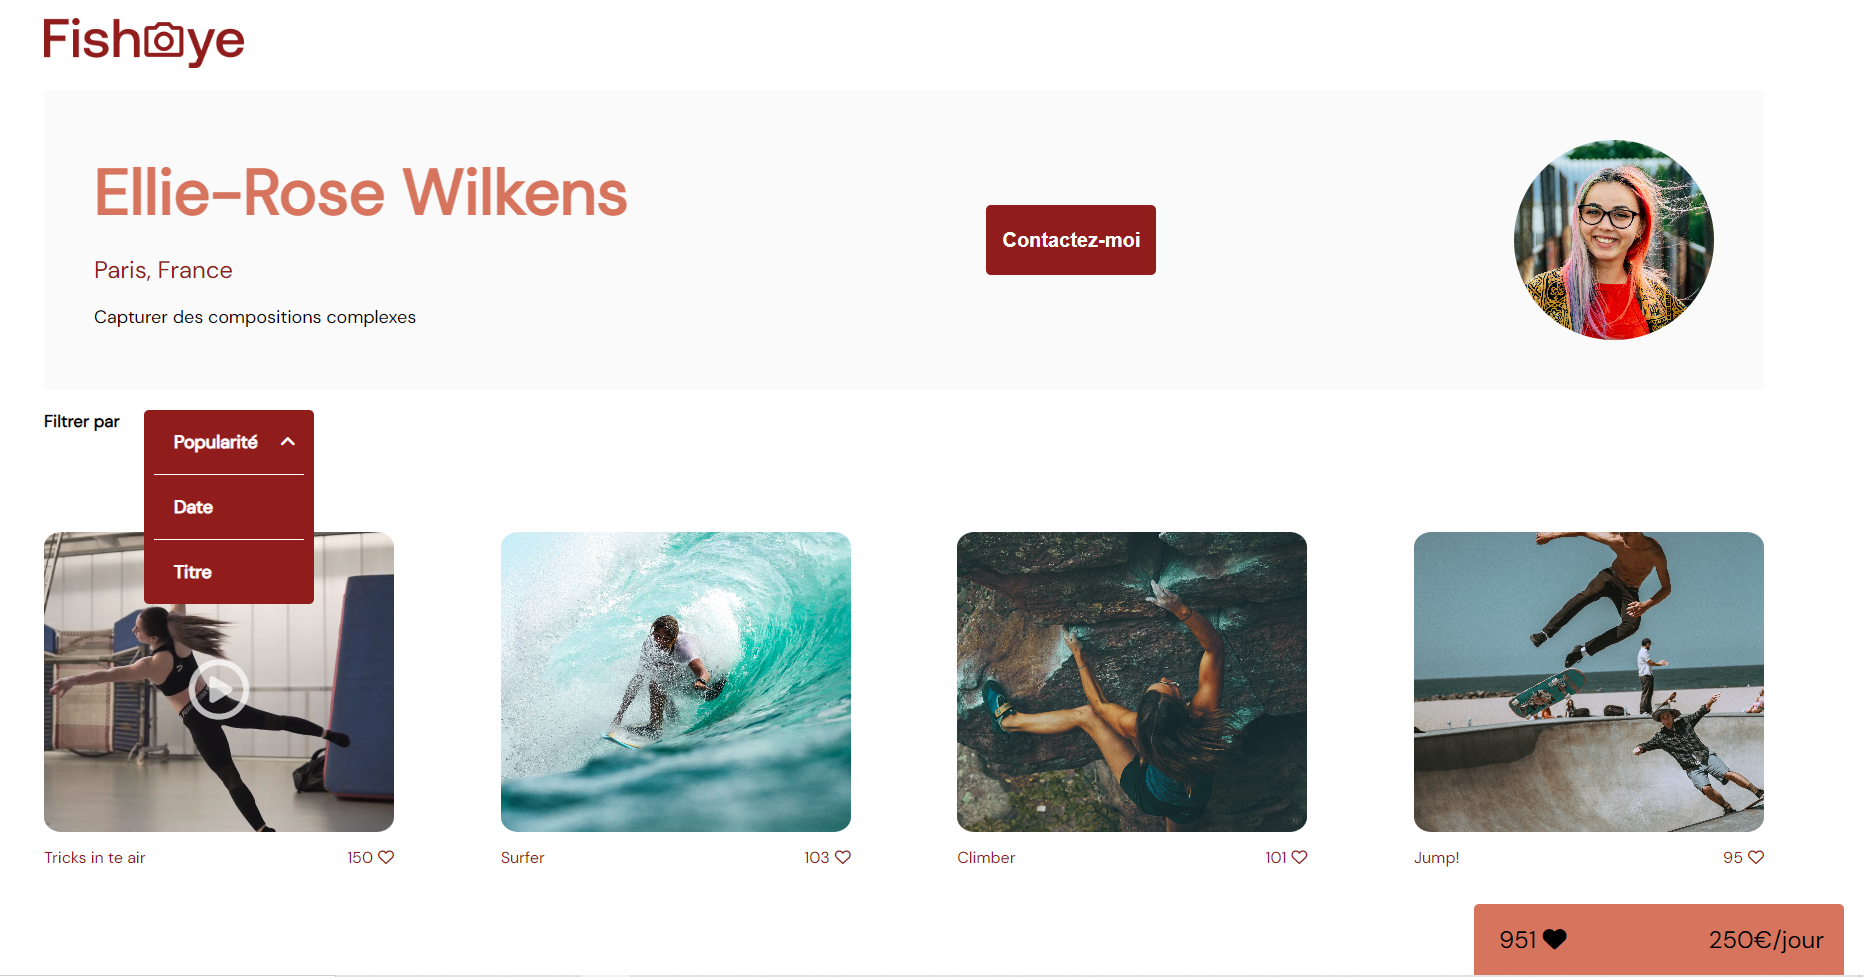 Fisheye
Ellie-Rose Wilkens
Paris, France
Capturer des compositions complexes
Contactez-moi
Filtrer par
Popularité
Date
Titre
Tricks in te air
150
Surfer
103
Climber
101
Jump!
95
951
250€/jour